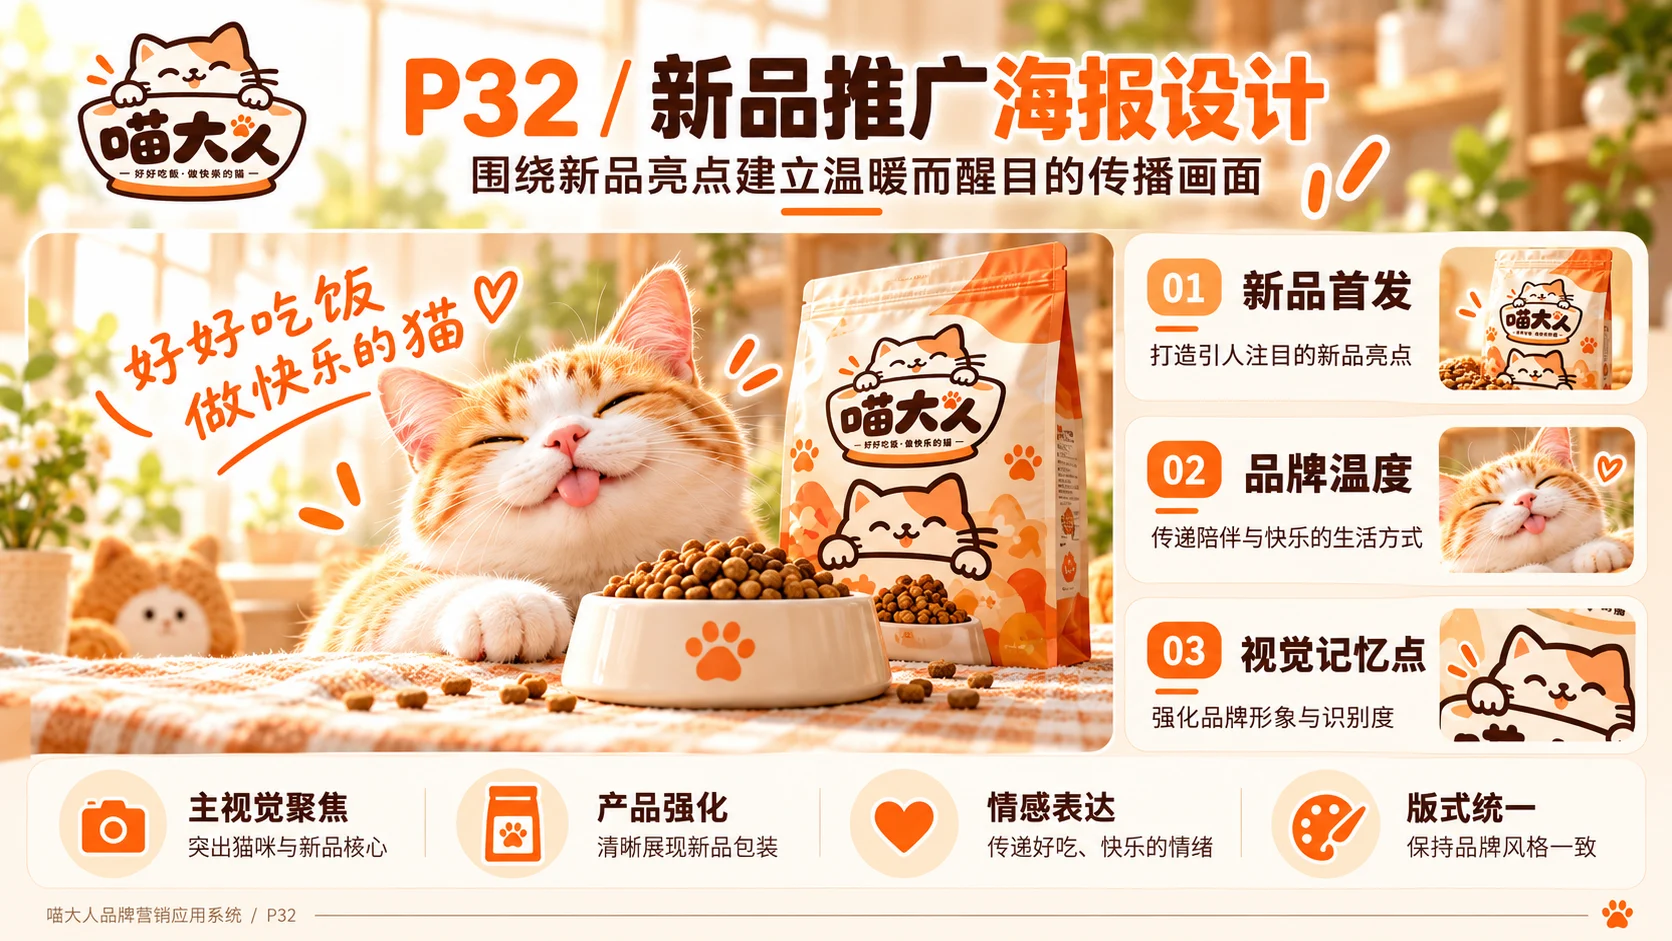 喵大人
好好吃飯·做快樂的貓
P32 / 新品推广海报设计
围绕新品亮点建立温暖而醒目的传播画面
好好吃饭
做快乐的猫
喵大人
好好吃饭·做快乐的猫
01 新品首发
打造引人注目的新品亮点
喵大人
02 品牌温度
传递陪伴与快乐的生活方式
03 视觉记忆点
强化品牌形象与识别度
主视觉聚焦
突出猫咪与新品核心
产品强化
清晰展现新品包装
情感表达
传递好吃、快乐的情绪
版式统一
保持品牌风格一致
喵大人品牌营销应用系统 / P32